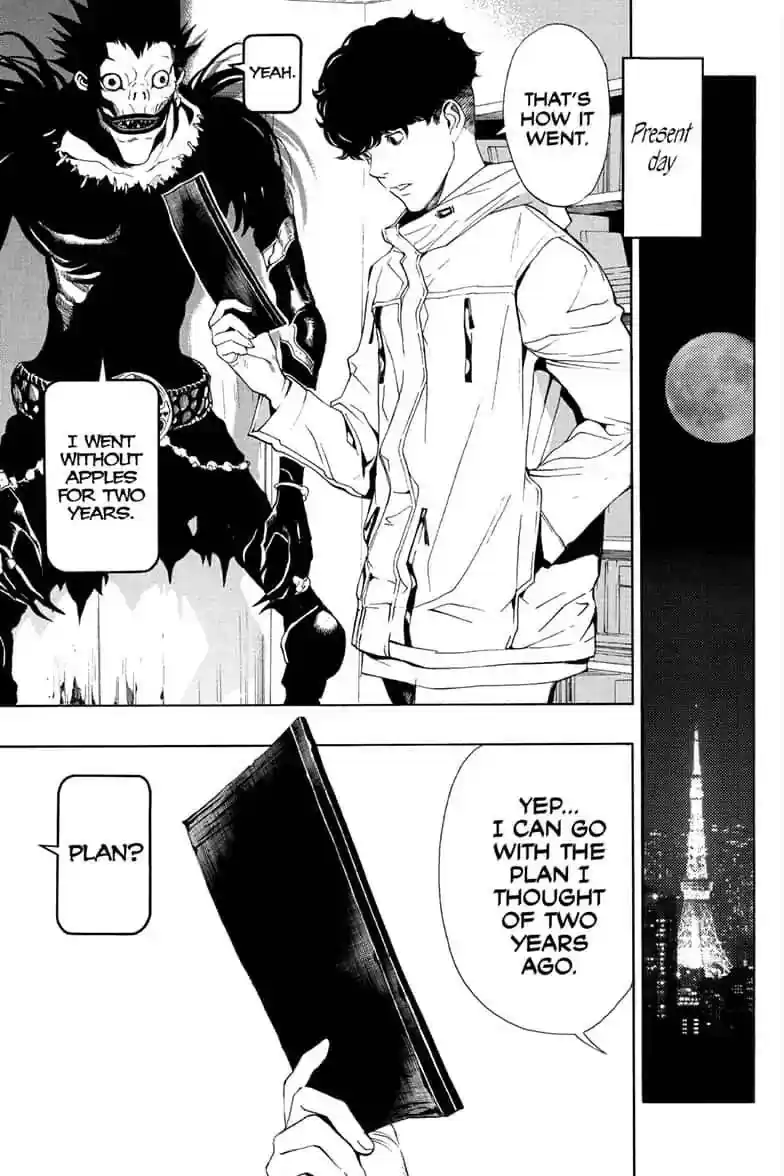 Present
day
THAT'S
HOW IT
WENT.
YEAH.
I WENT
WITHOUT
APPLES
FOR TWO
YEARS.
YEP...
I CAN GO
WITH THE
PLAN I
THOUGHT
OF TWO
YEARS
AGO.
PLAN?